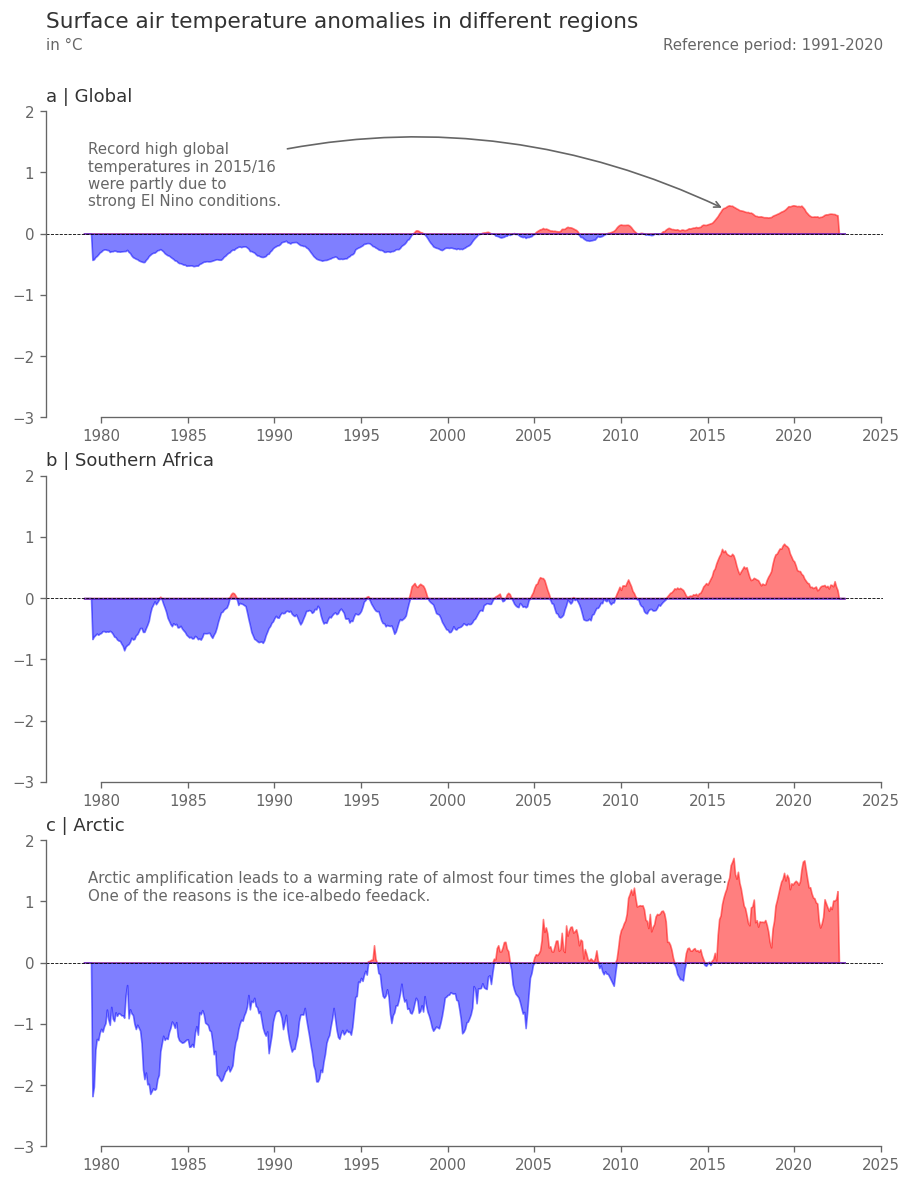 Surface air temperature anomalies in different regions
in °C
Reference period: 1991-2020
a | Global
2
1
0
−1
−2
−3
Record high global
temperatures in 2015/16
were partly due to
strong El Nino conditions.
1980 1985 1990 1995 2000 2005 2010 2015 2020 2025
b | Southern Africa
2
1
0
−1
−2
−3
1980 1985 1990 1995 2000 2005 2010 2015 2020 2025
c | Arctic
2
1
0
−1
−2
−3
Arctic amplification leads to a warming rate of almost four times the global average.
One of the reasons is the ice-albedo feedack.
1980 1985 1990 1995 2000 2005 2010 2015 2020 2025